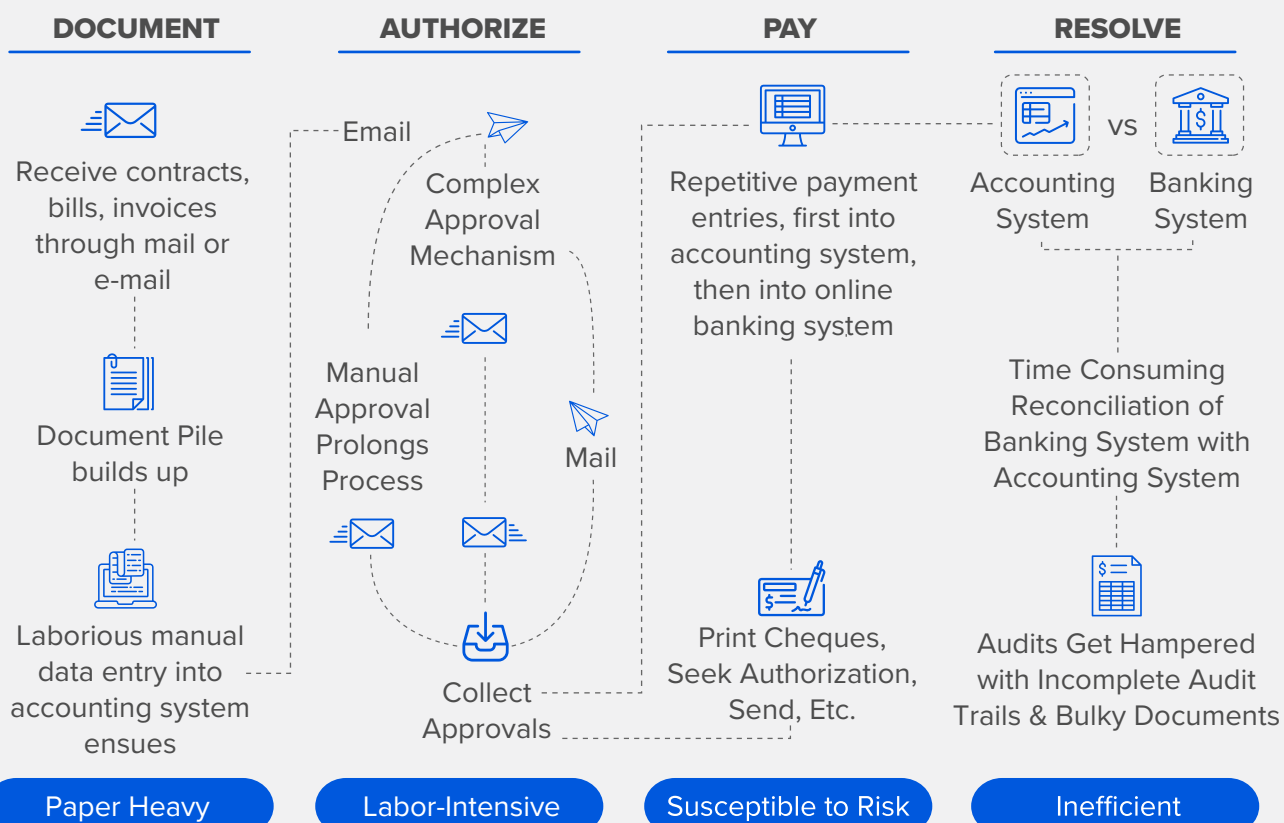 DOCUMENT
Receive contracts,
bills, invoices
through mail or
e-mail
Document Pile
builds up
Laborious manual
data entry into
accounting system
ensues
Paper Heavy
AUTHORIZE
Email
Complex
Approval
Mechanism
Manual
Approval
Prolongs
Process
Mail
Collect
Approvals
Labor-Intensive
PAY
Repetitive payment
entries, first into
accounting system,
then into online
banking system
$
Print Cheques,
Seek Authorization,
Send, Etc.
Susceptible to Risk
RESOLVE
vs
$
Accounting
System
Banking
System
Time Consuming
Reconciliation of
Banking System with
Accounting System
$
Audits Get Hampered
with Incomplete Audit
Trails & Bulky Documents
Inefficient